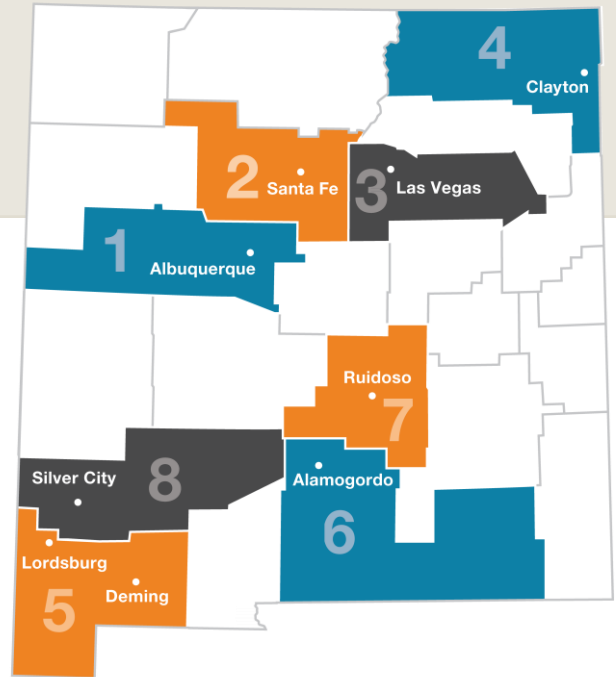 4
Clayton
2
Santa Fe
3
Las Vegas
1
Albuquerque
Ruidoso
7
Silver City
8
Alamogordo
6
Lordsburg
Deming
5